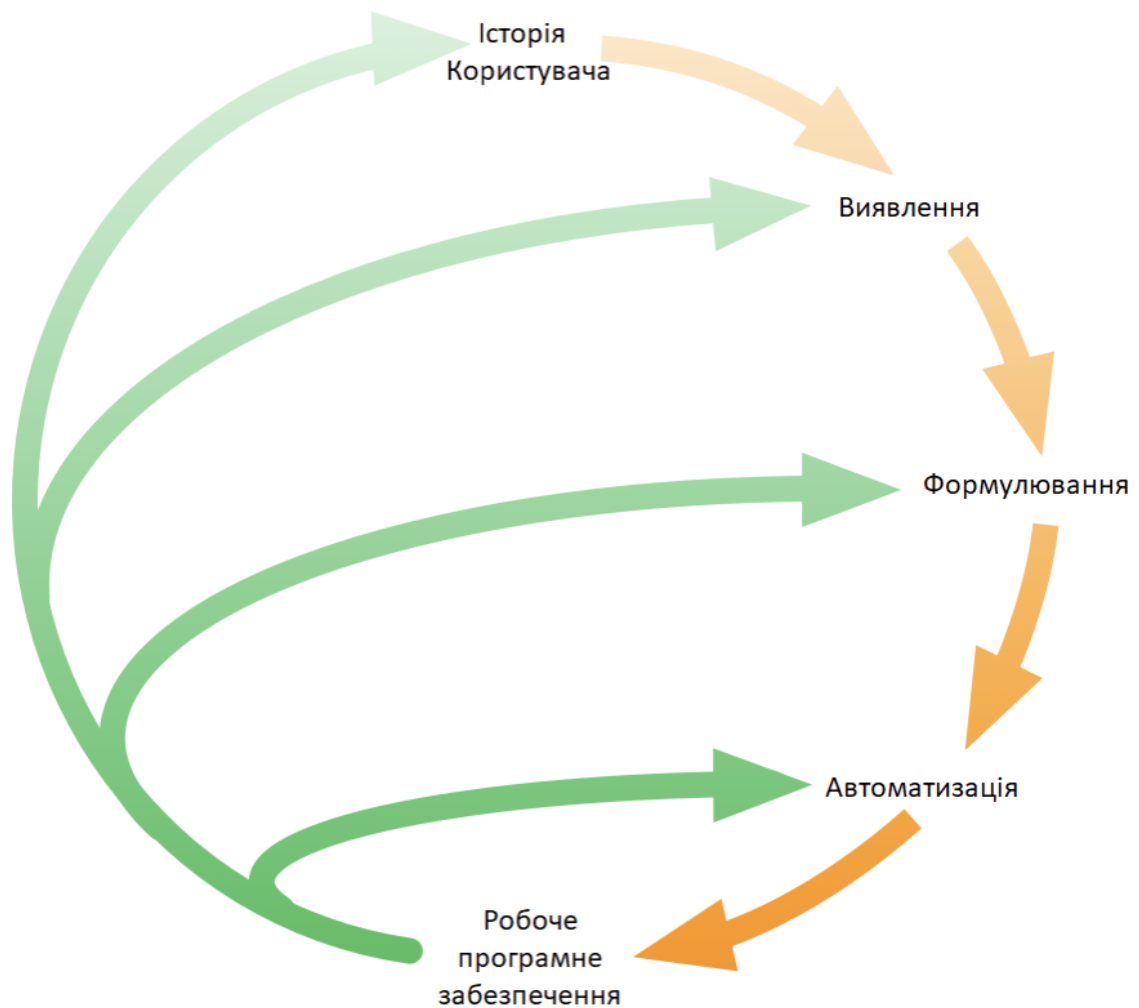 Історія
Користувача
Виявлення
Формулювання
Автоматизація
Робоче
програмне
забезпечення